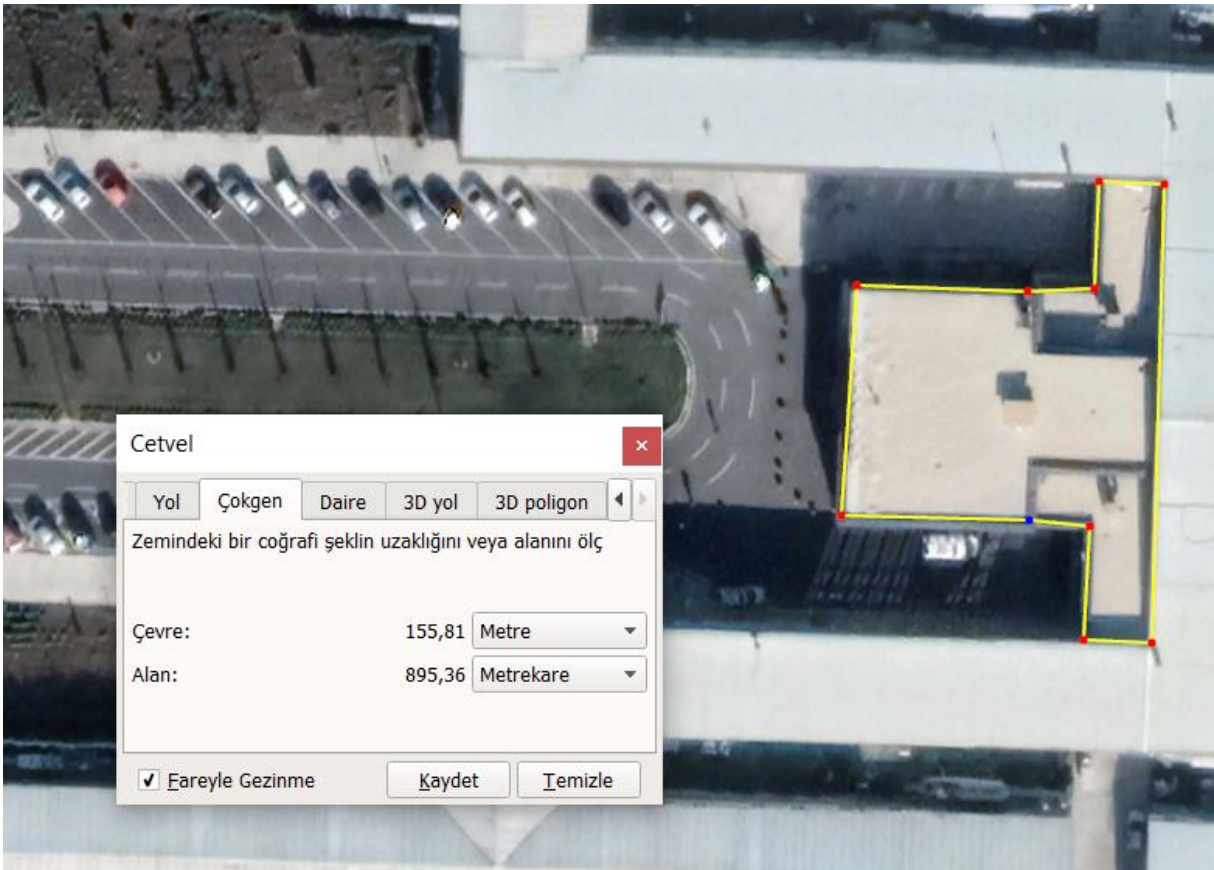 Cetvel
Yol Çokgen Daire 3D yol 3D poligon
Zemindeki bir coğrafi şeklin uzaklığını veya alanını ölç
Çevre: 155,81 Metre
Alan: 895,36 Metrekare
Fareyle Gezinme Kaydet Temizle